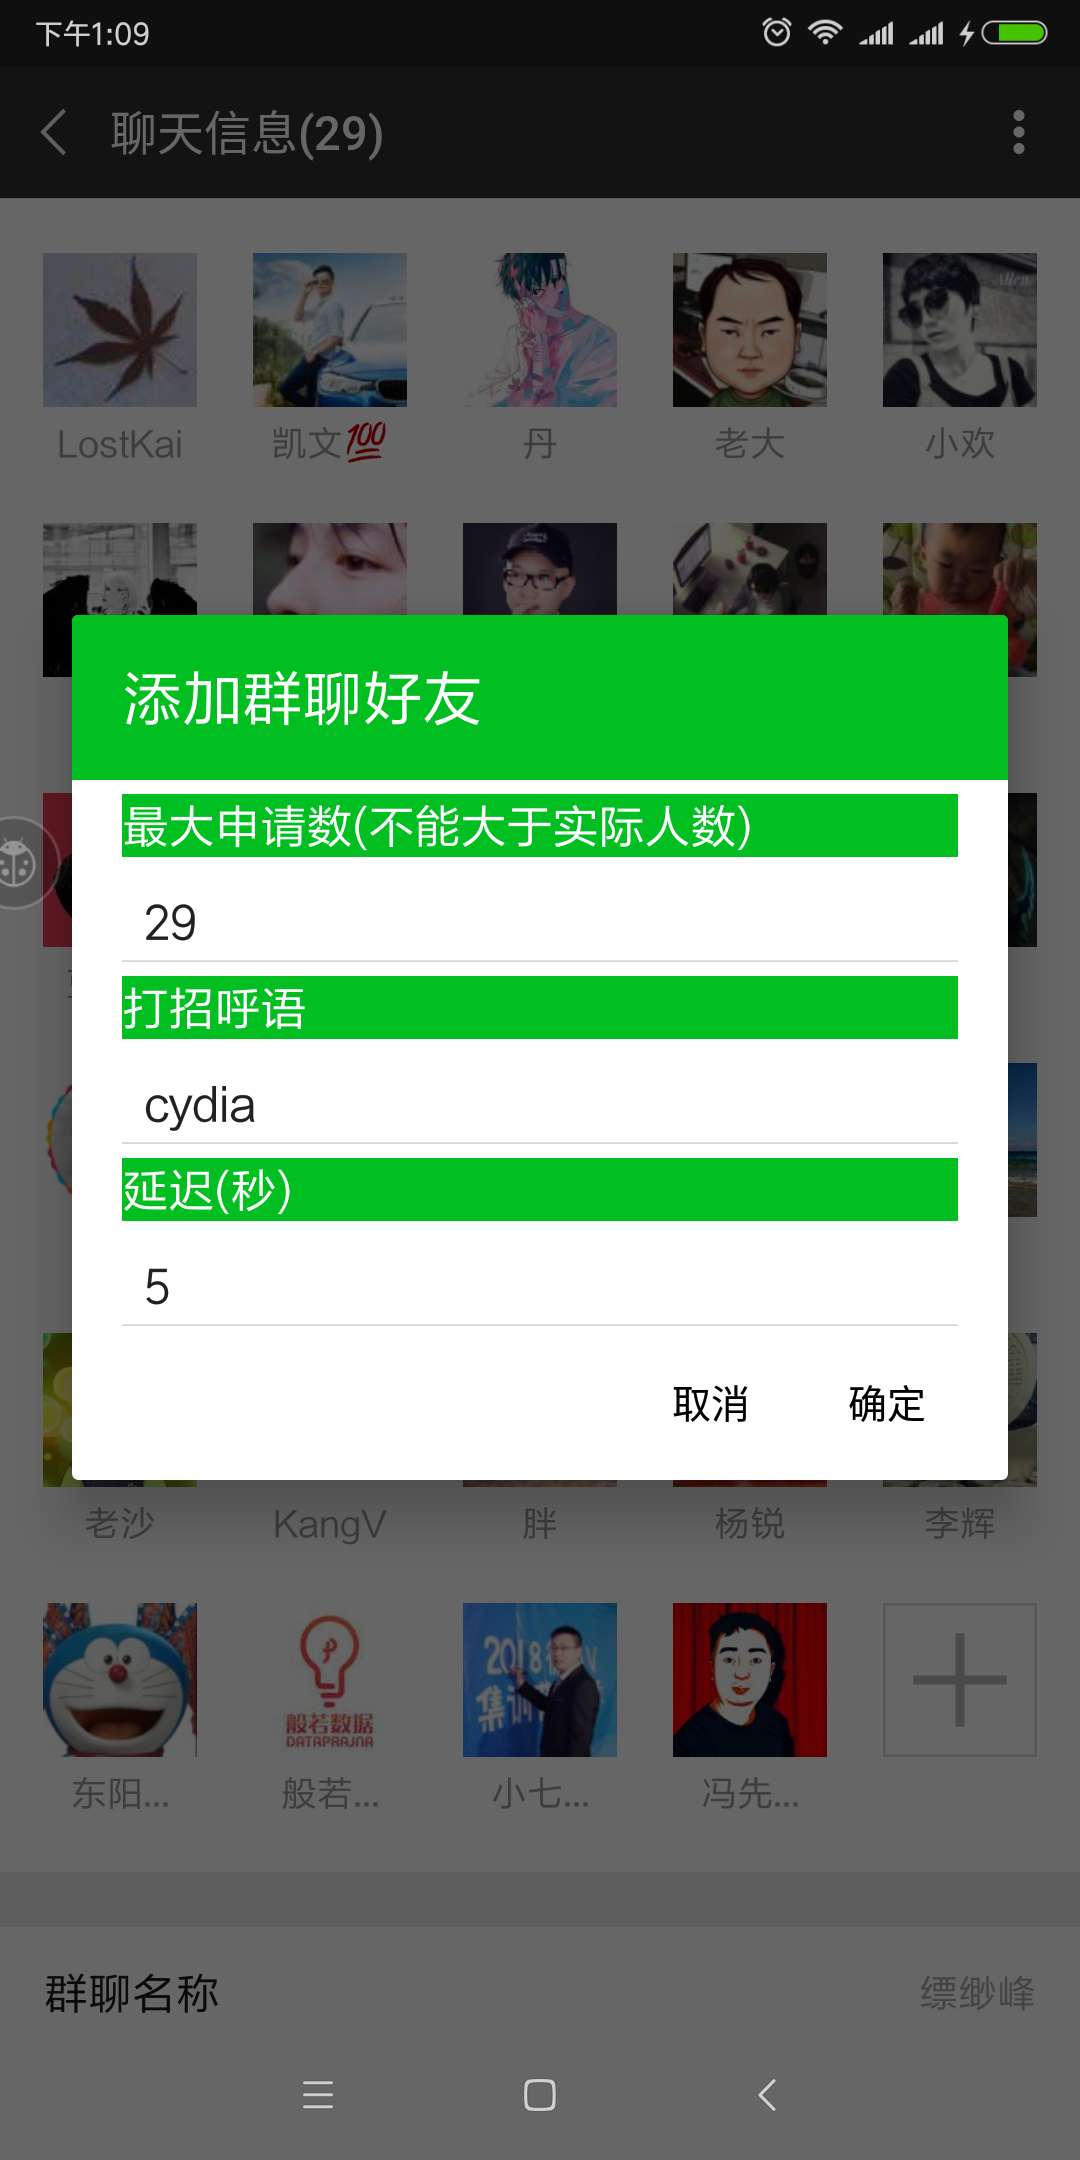 下午1:09
聊天信息(29)
Allen
LostKai
凯文💯
丹
老大
小欢
添加群聊好友
最大申请数(不能大于实际人数)
29
打招呼语
cydia
延迟(秒)
5
取消
确定
老沙
KangV
胖
杨锐
李辉
般若数据
DATAPRAJNA
2018
集训
东阳...
般若...
小七...
冯先...
群聊名称
缥缈峰